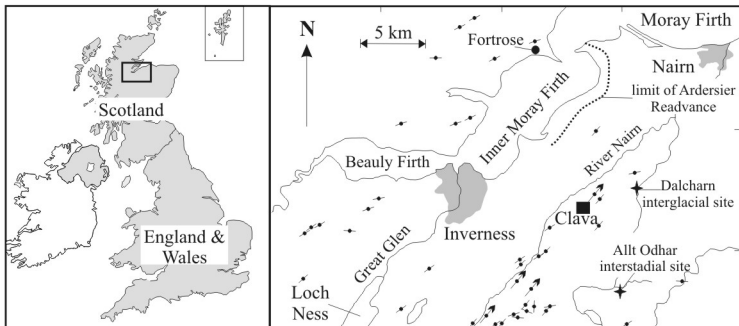 Scotland
England &
Wales
N
5 km
Fortrose
Moray Firth
Nairn
limit of Ardersier
Readvance
Inner Moray Firth
River Nairn
Beauly Firth
Dalcharn
interglacial site
Clava
Inverness
Great Glen
Allt Odhar
interstadial site
Loch
Ness